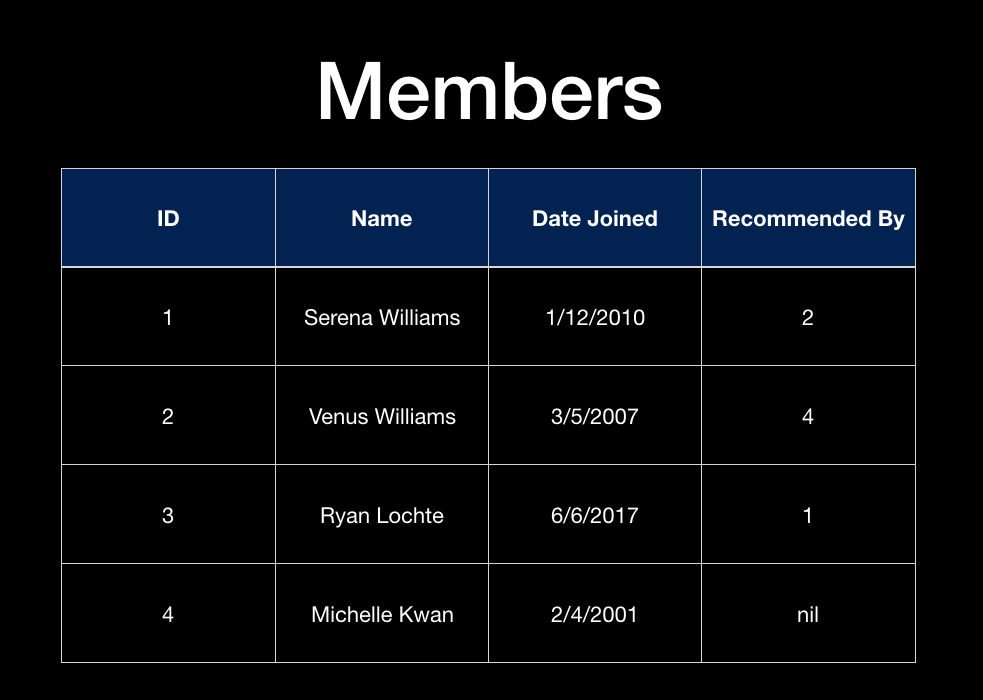 Members
ID Name Date Joined Recommended By
1 Serena Williams 1/12/2010 2
2 Venus Williams 3/5/2007 4
3 Ryan Lochte 6/6/2017 1
4 Michelle Kwan 2/4/2001 nil